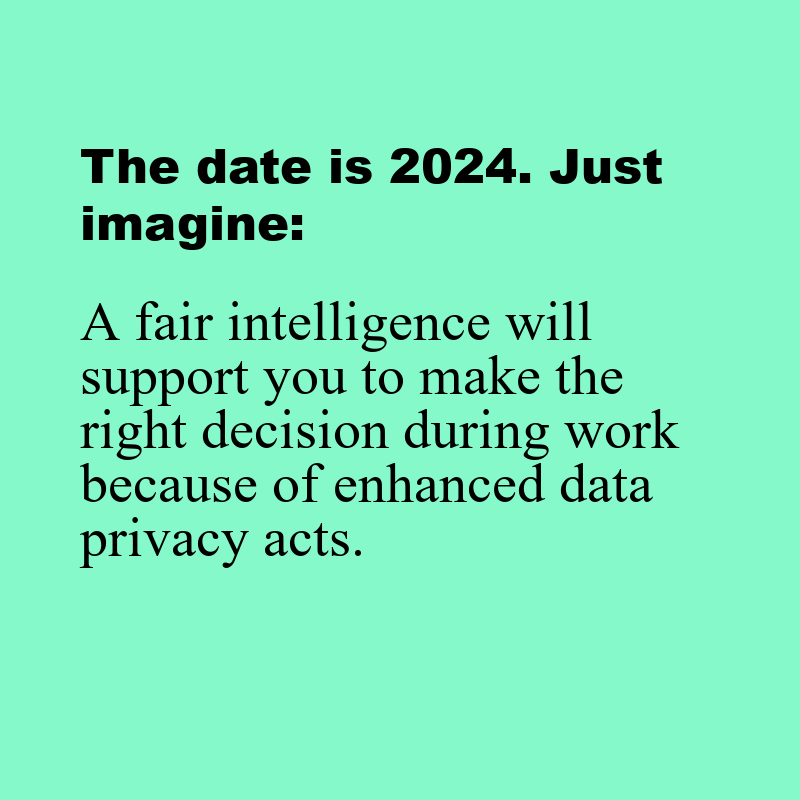 The date is 2024. Just
imagine:
A fair intelligence will
support you to make the
right decision during work
because of enhanced data
privacy acts.